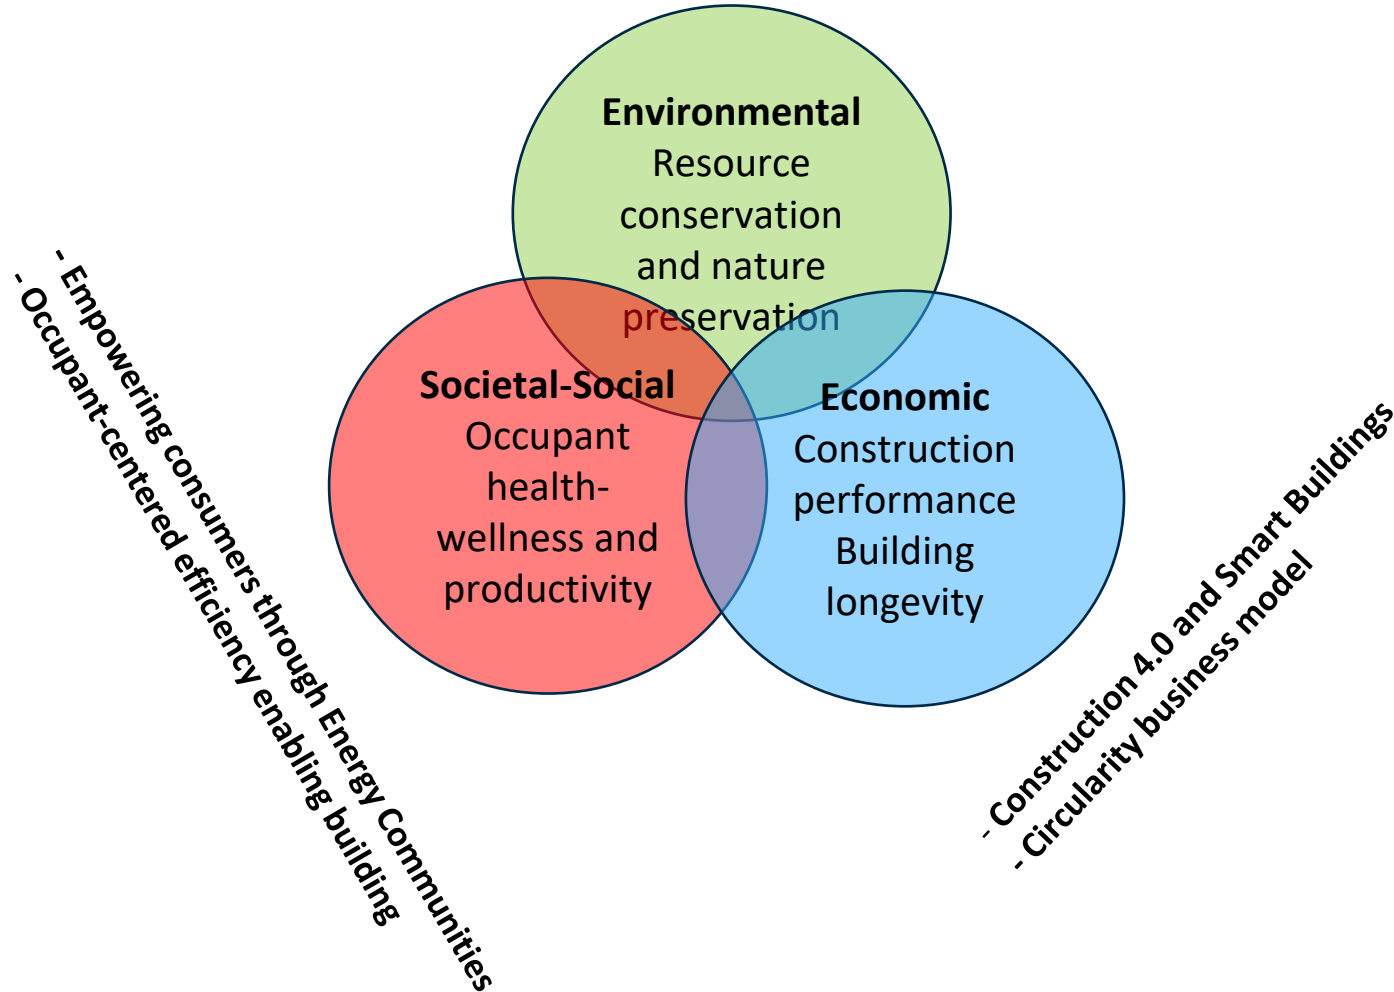 Environmental
Resource
conservation
and nature
preservation
Societal-Social
Occupant
health-
wellness and
productivity
Economic
Construction
performance
Building
longevity
- Empowering consumers through Energy Communities
- Occupant-centered efficiency enabling building
- Construction 4.0 and Smart Buildings
- Circularity business model